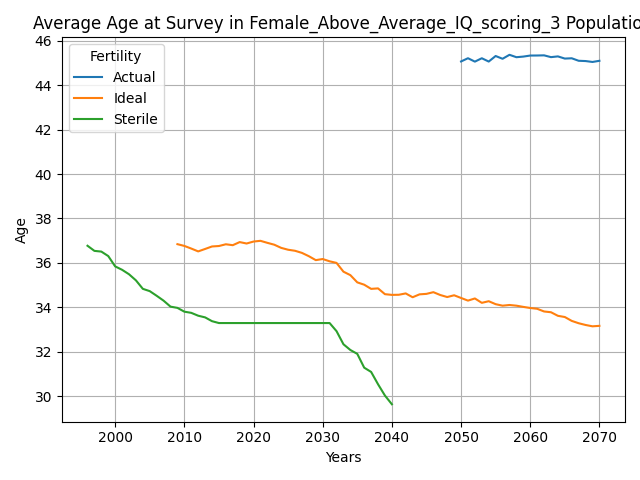 Average Age at Survey in Female_Above_Average_IQ_scoring_3 Populatio
Fertility
Actual
Ideal
Sterile
46
44
42
40
38
36
34
32
30
Age
2000 2010 2020 2030 2040 2050 2060 2070
Years